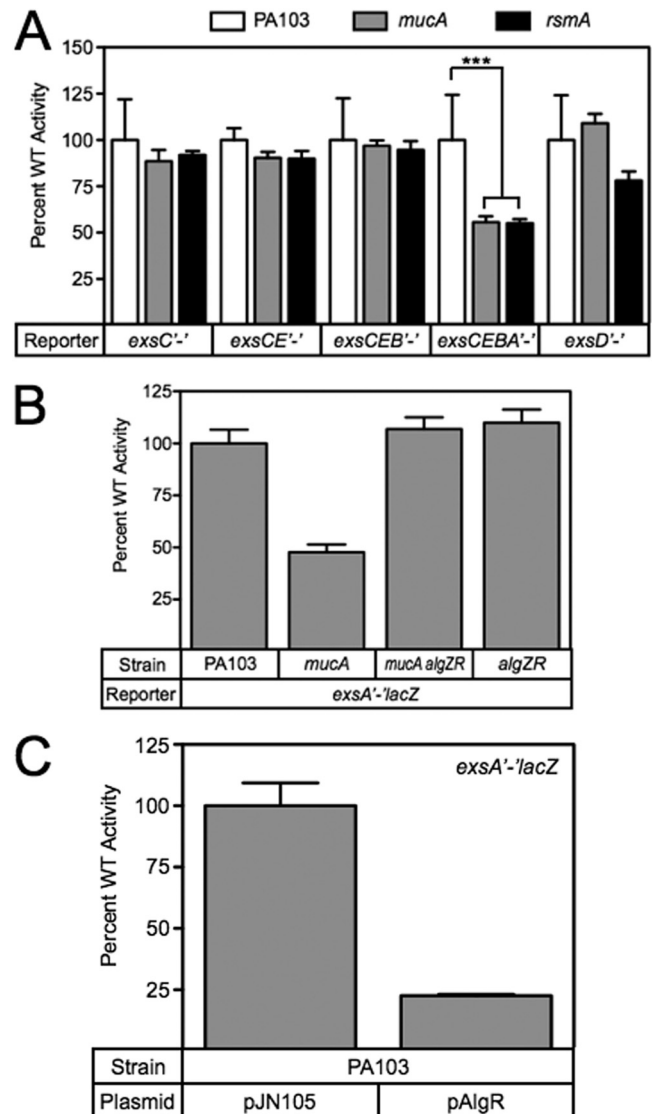 A
PA103 mucA rsmA
Percent WT Activity
150
125
100
75
50
25
***
Reporter exsC'-' exsCE'-' exsCEB'-' exsCEBA'-' exsD'-'
B
Percent WT Activity
125
100
75
50
25
Strain PA103 mucA mucA algZR algZR
Reporter exsA'-'lacZ
C
Percent WT Activity
125
100
75
50
25
exsA'-'lacZ
Strain PA103
Plasmid pJN105 pAlgR